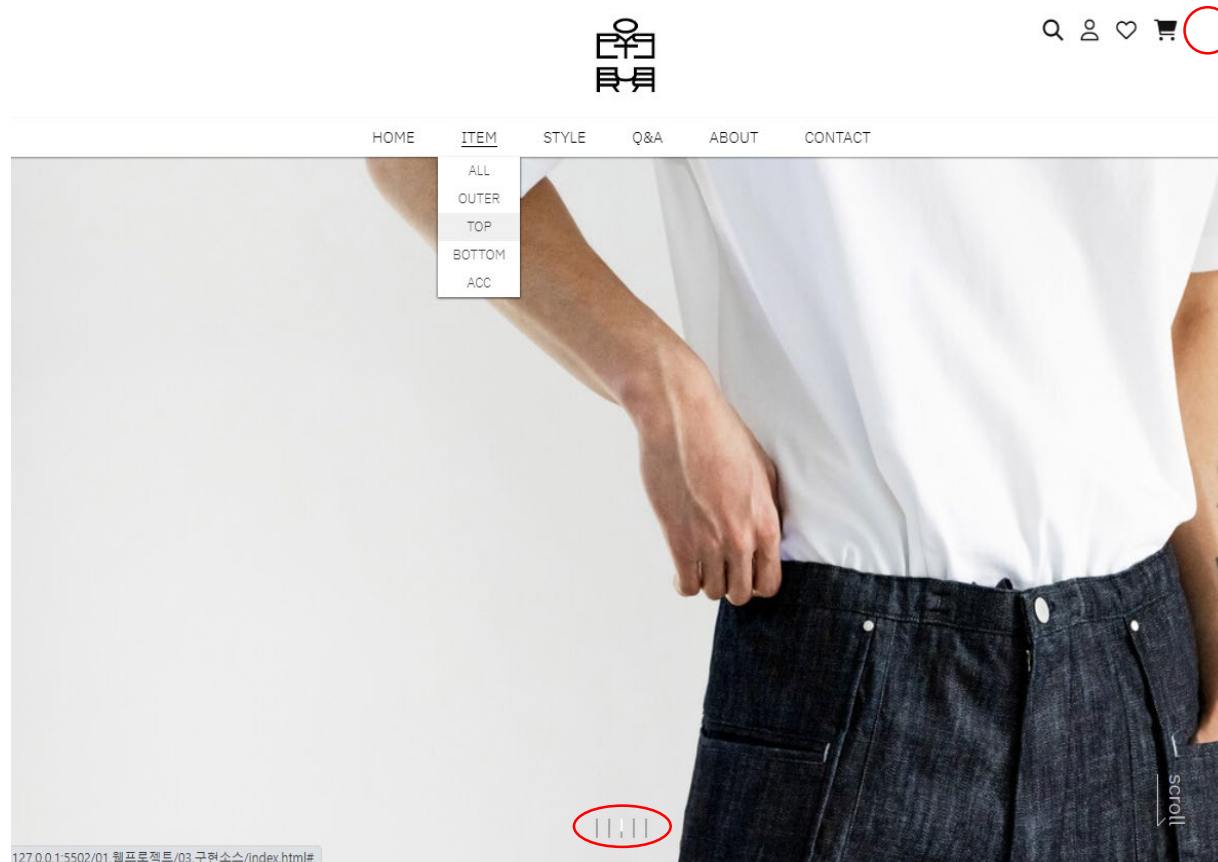 HOME ITEM STYLE Q&A ABOUT CONTACT
ALL
OUTER
TOP
BOTTOM
ACC
scroll
127.0.0.1:5502/01.웹프로젝트/03.구현소스/index.html#